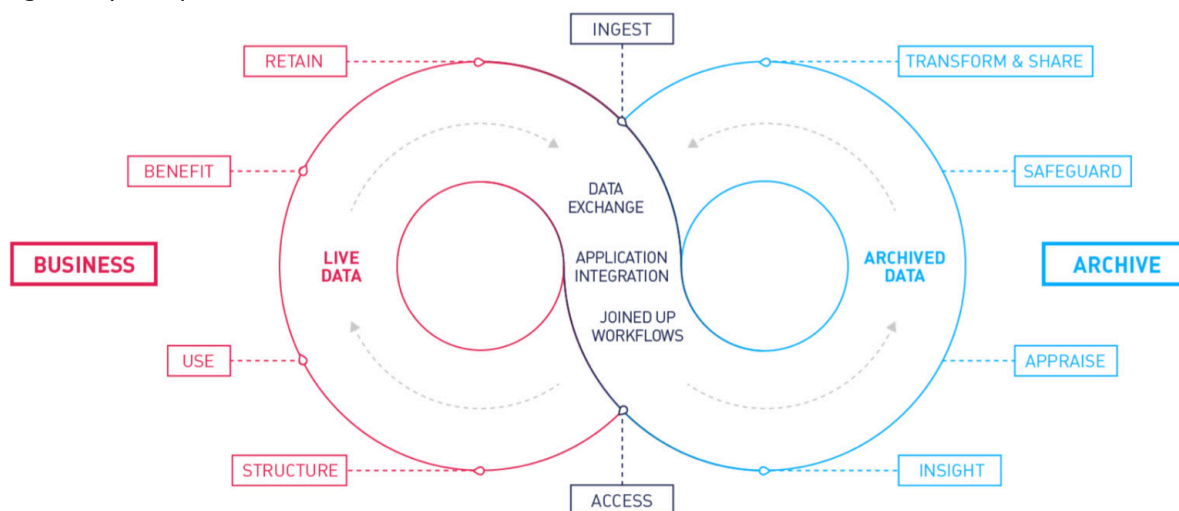 INGEST
RETAIN
TRANSFORM & SHARE
BENEFIT
SAFEGUARD
DATA
EXCHANGE
BUSINESS
LIVE
DATA
APPLICATION
INTEGRATION
ARCHIVED
DATA
ARCHIVE
JOINED UP
WORKFLOWS
USE
APPRAISE
STRUCTURE
INSIGHT
ACCESS